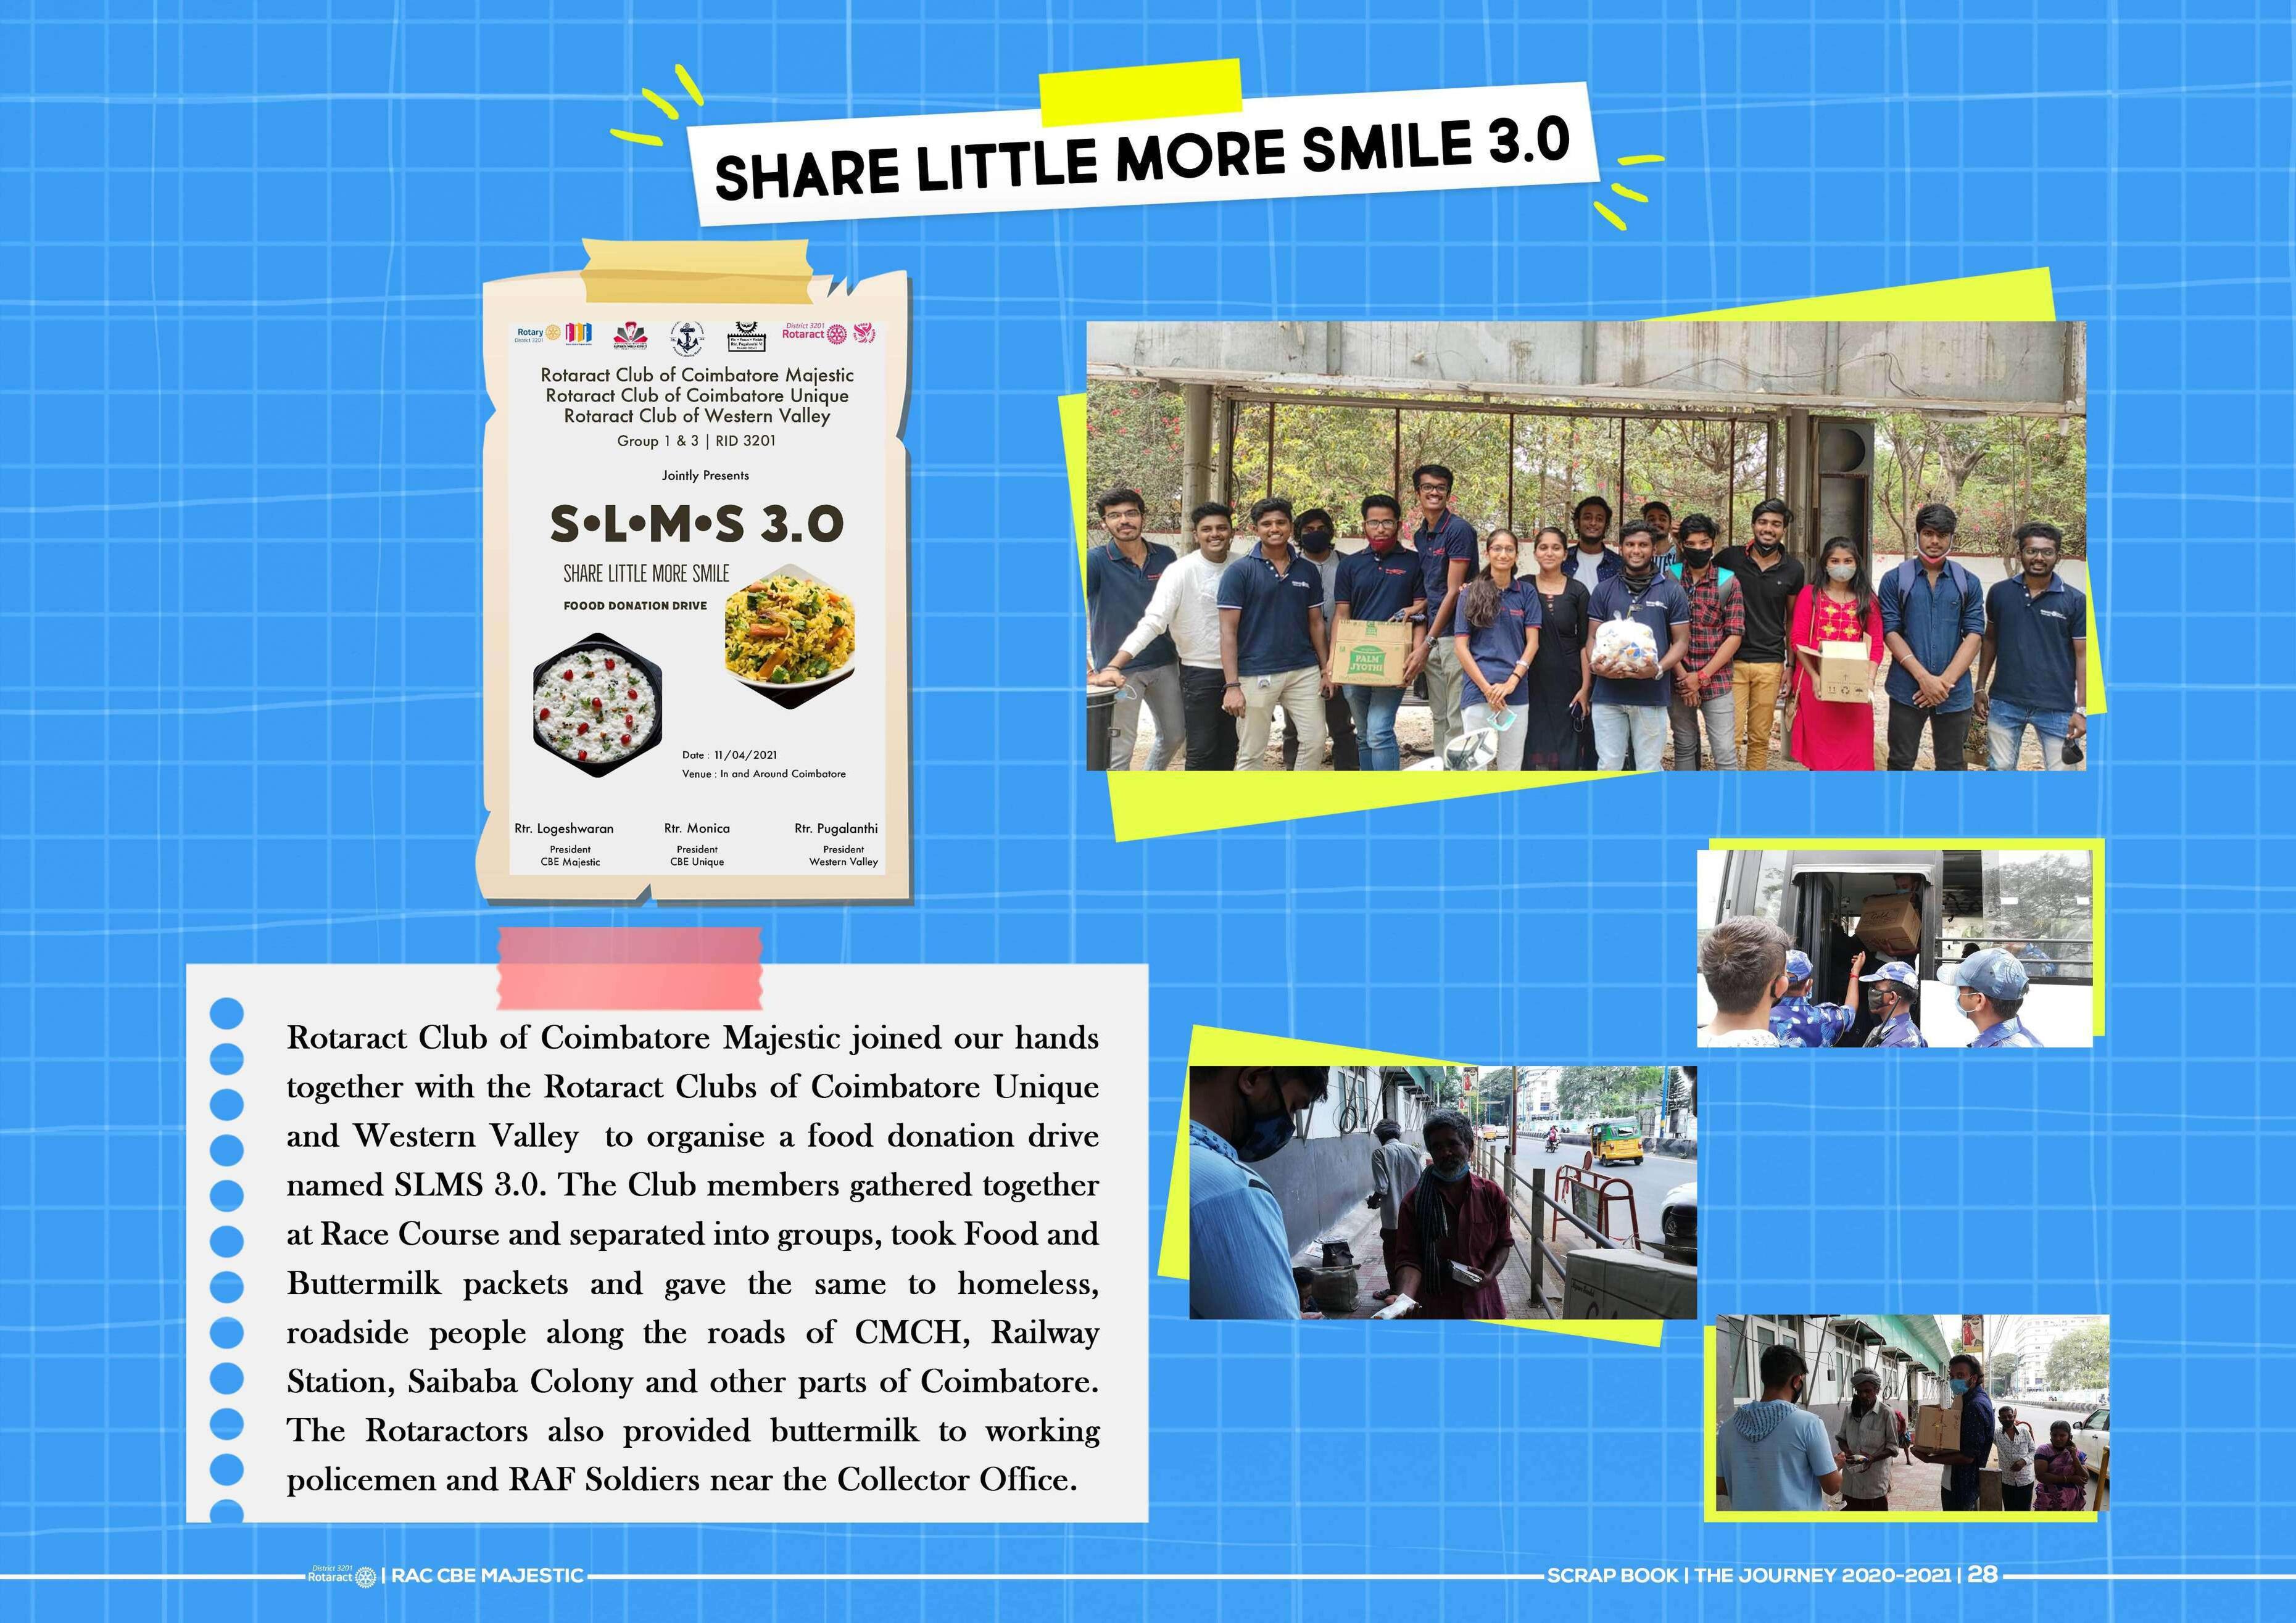 SHARE LITTLE MORE SMILE 3.0
Rotary
District 3201
District 3201
Rotaract
Rotaract Club of Coimbatore Majestic
Rotaract Club of Coimbatore Unique
Rotaract Club of Western Valley
Group 1 & 3 | RID 3201
Jointly Presents
S•L•M•S 3.0
SHARE LITTLE MORE SMILE
FOOOD DONATION DRIVE
Date : 11/04/2021
Venue : In and Around Coimbatore
Rtr. Logeshwaran
President
CBE Majestic
Rtr. Monica
President
CBE Unique
Rtr. Pugalanthi
President
Western Valley
PALM
JYOTHI
Rotaract Club of Coimbatore Majestic joined our hands
together with the Rotaract Clubs of Coimbatore Unique
and Western Valley to organise a food donation drive
named SLMS 3.0. The Club members gathered together
at Race Course and separated into groups, took Food and
Buttermilk packets and gave the same to homeless,
roadside people along the roads of CMCH, Railway
Station, Saibaba Colony and other parts of Coimbatore.
The Rotaractors also provided buttermilk to working
policemen and RAF Soldiers near the Collector Office.
District 3201
Rotaract | RAC CBE MAJESTIC
SCRAP BOOK | THE JOURNEY 2020-2021 | 28